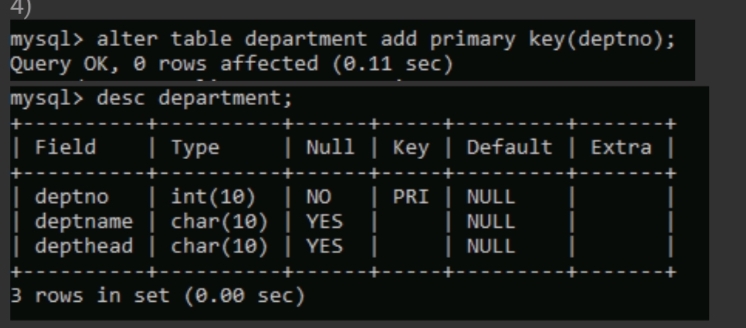 4)
mysql> alter table department add primary key(deptno);
Query OK, 0 rows affected (0.11 sec)
mysql> desc department;
+----------+----------+------+-----+---------+-------+
| Field    | Type     | Null | Key | Default | Extra |
+----------+----------+------+-----+---------+-------+
| deptno   | int(10)  | NO   | PRI | NULL    |       |
| deptname | char(10) | YES  |     | NULL    |       |
| depthead | char(10) | YES  |     | NULL    |       |
+----------+----------+------+-----+---------+-------+
3 rows in set (0.00 sec)